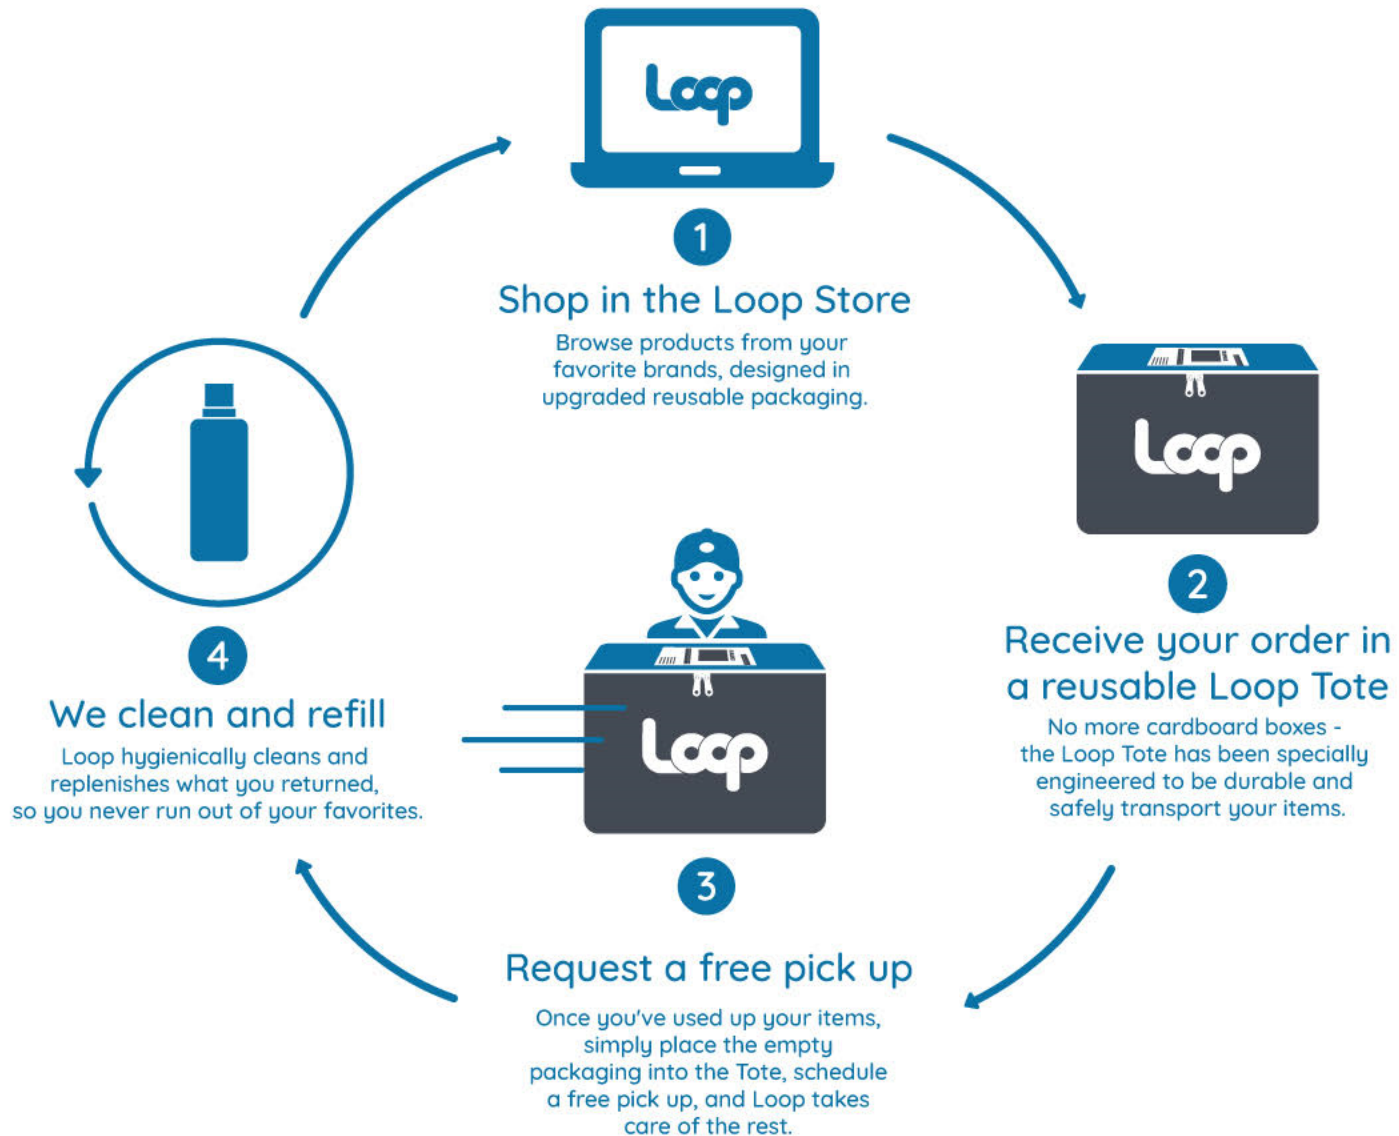 Loop
1
Shop in the Loop Store
Browse products from your
favorite brands, designed in
upgraded reusable packaging.
Loop
2
Receive your order in
a reusable Loop Tote
No more cardboard boxes -
the Loop Tote has been specially
engineered to be durable and
safely transport your items.
Loop
3
Request a free pick up
Once you've used up your items,
simply place the empty
packaging into the Tote, schedule
a free pick up, and Loop takes
care of the rest.
4
We clean and refill
Loop hygienically cleans and
replenishes what you returned,
so you never run out of your favorites.